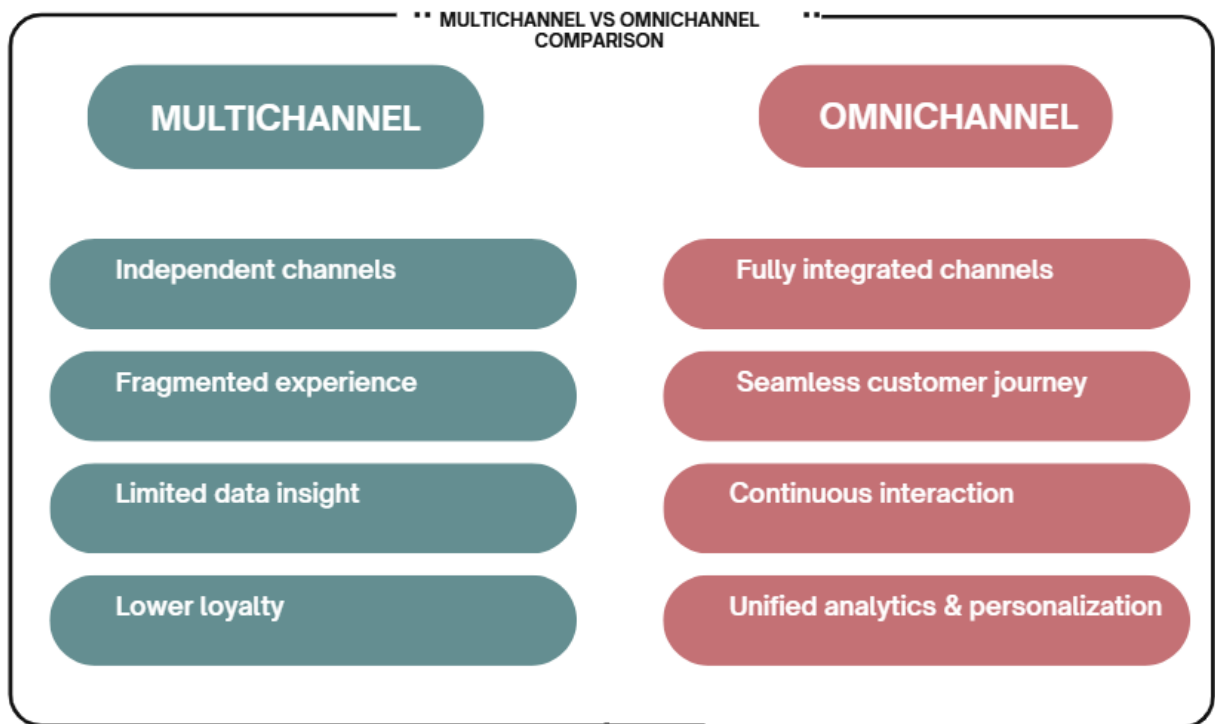 MULTICHANNEL VS OMNICHANNEL
COMPARISON
MULTICHANNEL
OMNICHANNEL
Independent channels
Fully integrated channels
Fragmented experience
Seamless customer journey
Limited data insight
Continuous interaction
Lower loyalty
Unified analytics & personalization